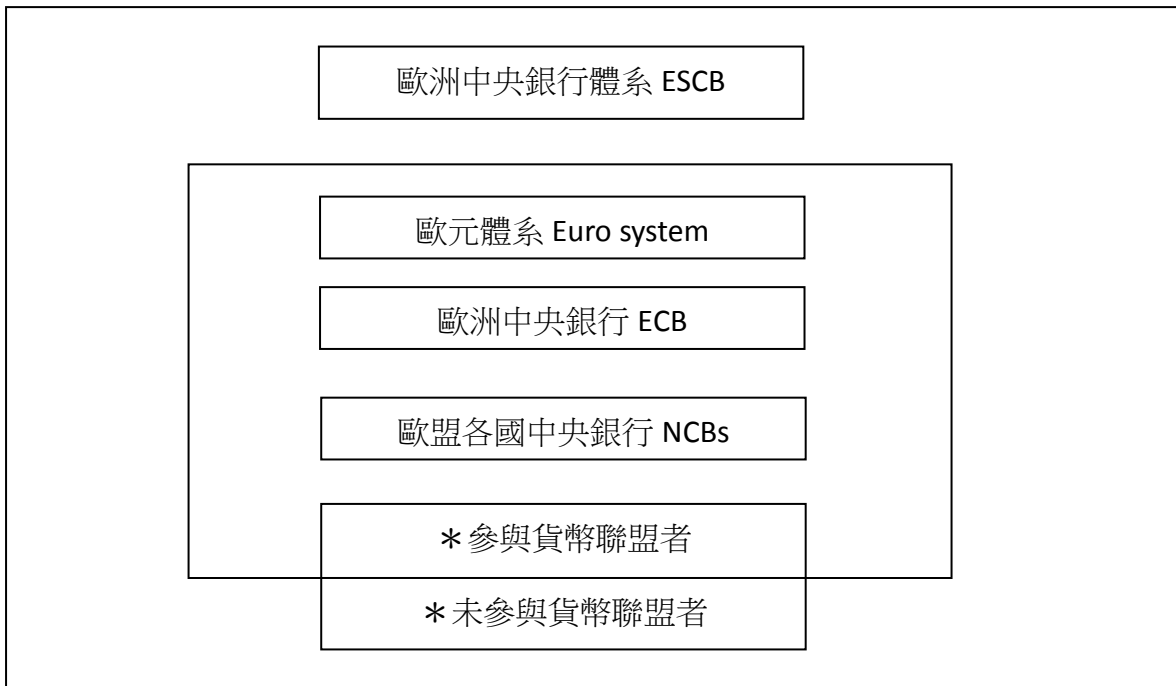 歐洲中央銀行體系 ESCB
歐元體系 Euro system
歐洲中央銀行 ECB
歐盟各國中央銀行 NCBs
＊參與貨幣聯盟者
＊未參與貨幣聯盟者